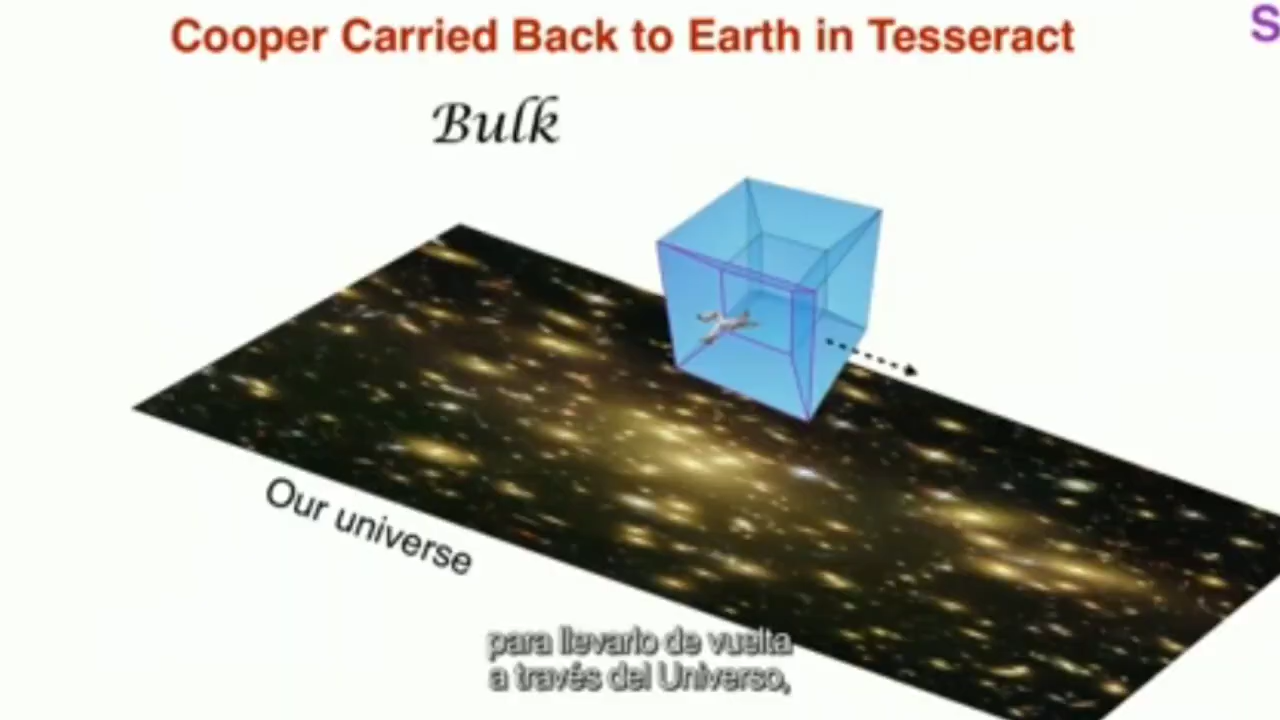 Cooper Carried Back to Earth in Tesseract
S
Bulk
Our universe
para llevarlo de vuelta
a través del Universo,